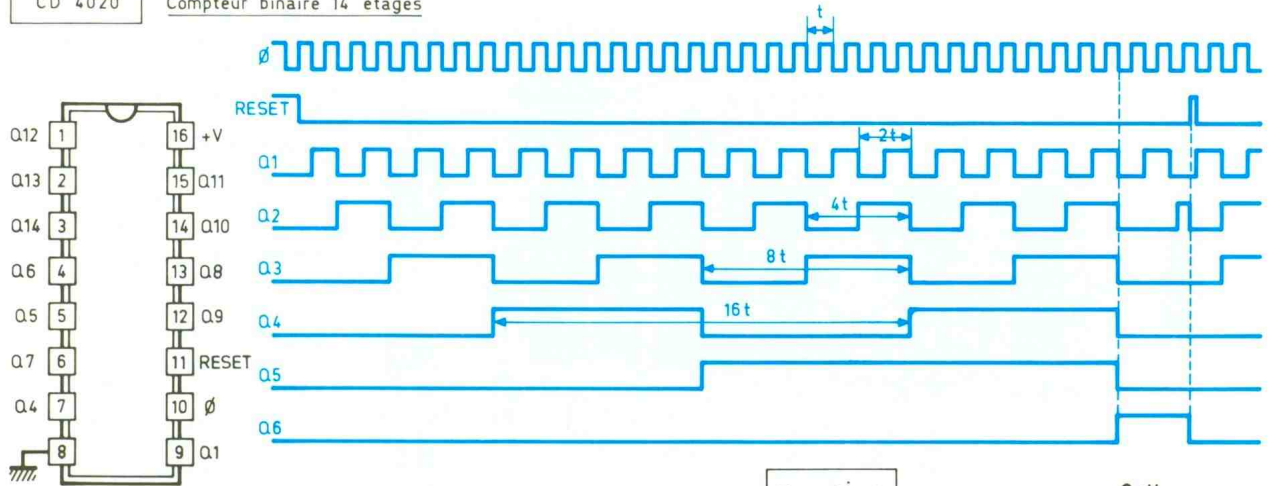 CD 4020
Compteur binaire 14 étages
t
Ø
RESET
2t
Q1
4t
Q2
8t
Q3
16t
Q4
Q5
Q6
Q12 1 16 +V
Q13 2 15 Q11
Q14 3 14 Q10
Q6 4 13 Q8
Q5 5 12 Q9
Q7 6 11 RESET
Q4 7 10 Ø
8 9 Q1